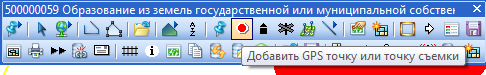 500000059 Образование из земель государственной или муниципальной собстве
Добавить GPS точку или точку съемки